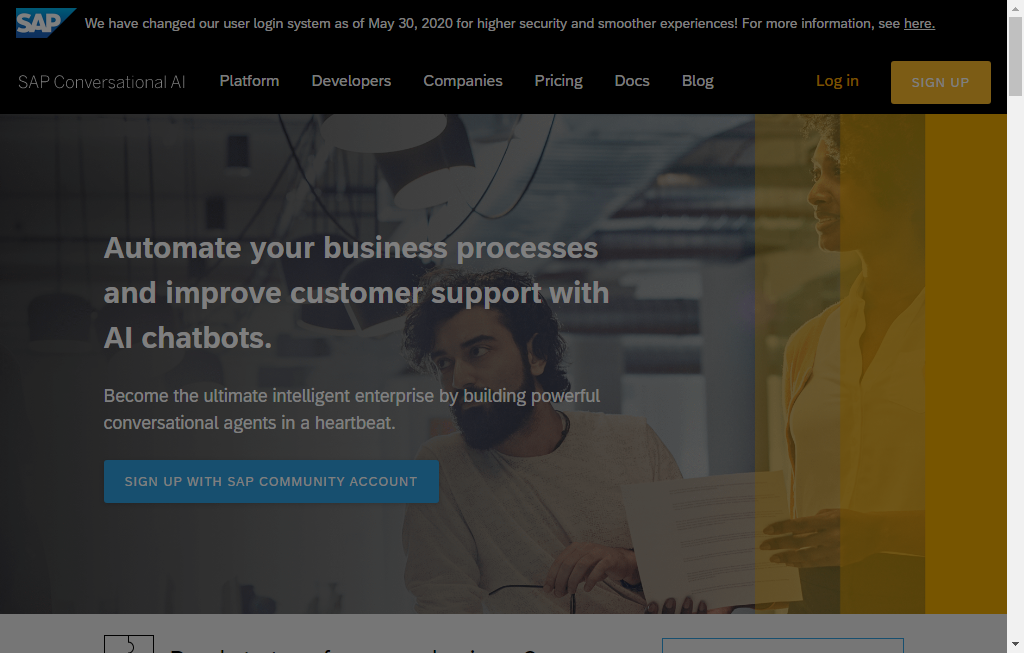 SAP
We have changed our user login system as of May 30, 2020 for higher security and smoother experiences! For more information, see here.
SAP Conversational AI
Platform
Developers
Companies
Pricing
Docs
Blog
Log in
SIGN UP
Automate your business processes
and improve customer support with
AI chatbots.
Become the ultimate intelligent enterprise by building powerful
conversational agents in a heartbeat.
SIGN UP WITH SAP COMMUNITY ACCOUNT